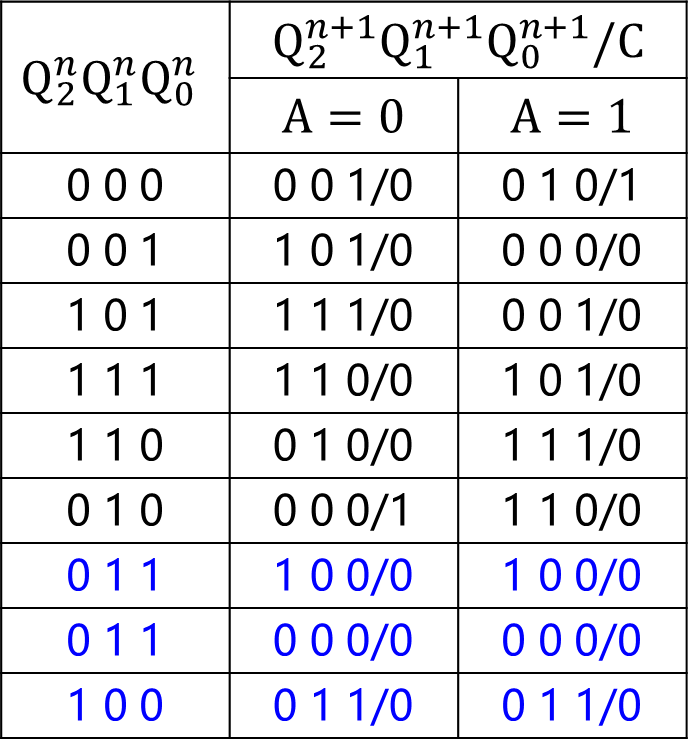 Q₂ⁿQ₁ⁿQ₀ⁿ
Q₂ⁿ⁺¹Q₁ⁿ⁺¹Q₀ⁿ⁺¹/C
A = 0 A = 1
0 0 0 0 0 1/0 0 1 0/1
0 0 1 1 0 1/0 0 0 0/0
1 0 1 1 1 1/0 0 0 1/0
1 1 1 1 1 0/0 1 0 1/0
1 1 0 0 1 0/0 1 1 1/0
0 1 0 0 0 0/1 1 1 0/0
0 1 1 1 0 0/0 1 0 0/0
0 1 1 0 0 0/0 0 0 0/0
1 0 0 0 1 1/0 0 1 1/0